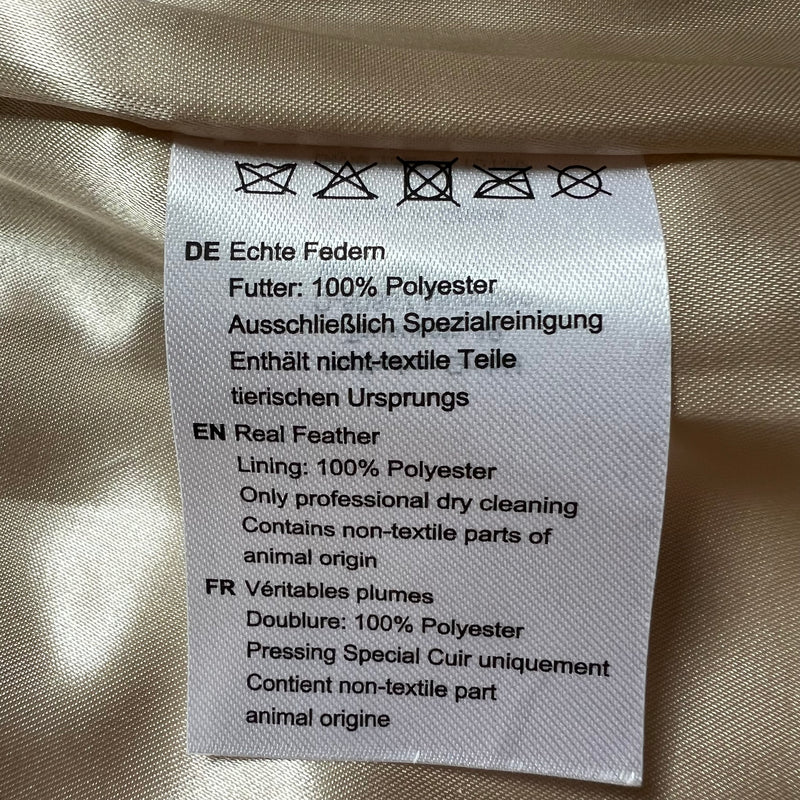 DE Echte Federn
Futter: 100% Polyester
Ausschließlich Spezialreinigung
Enthält nicht-textile Teile
tierischen Ursprungs
EN Real Feather
Lining: 100% Polyester
Only professional dry cleaning
Contains non-textile parts of
animal origin
FR Véritables plumes
Doublure: 100% Polyester
Pressing Special Cuir uniquement
Contient non-textile part
animal origine